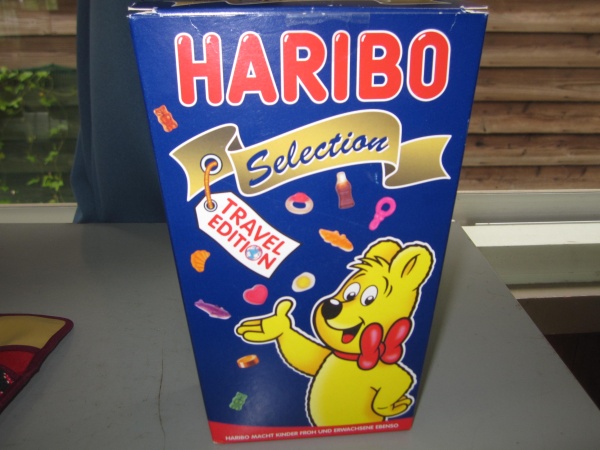 HARIBO
Selection
TRAVEL
EDITION
HARIBO MACHT KINDER FROH UND ERWACHSENE EBENSO